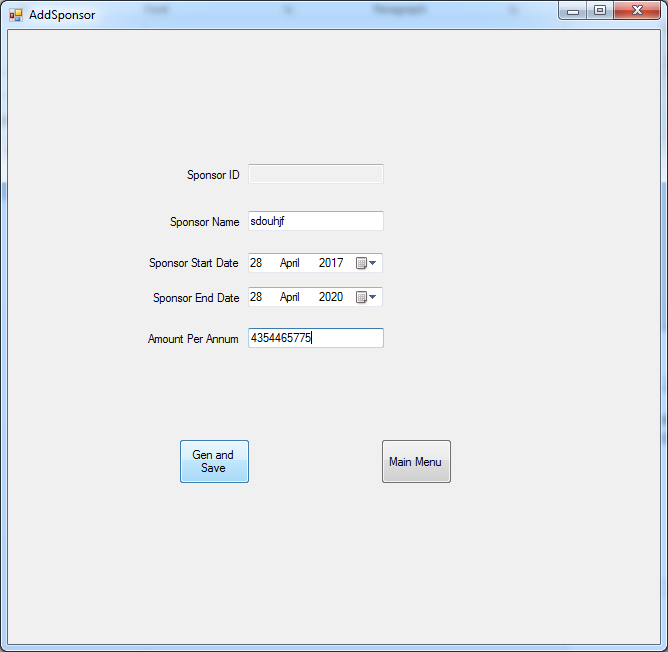 AddSponsor
Sponsor ID
Sponsor Name sdouhjf
Sponsor Start Date 28 April 2017
Sponsor End Date 28 April 2020
Amount Per Annum 4354465775
Gen and
Save
Main Menu